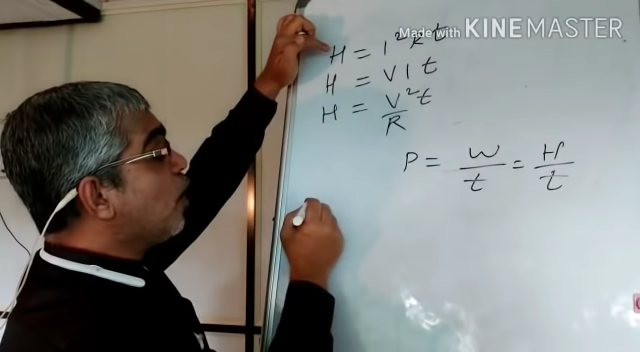 Made with KINEMASTER
H = I²Rt
H = VIt
H = V²t/R
P = W/t = H/t